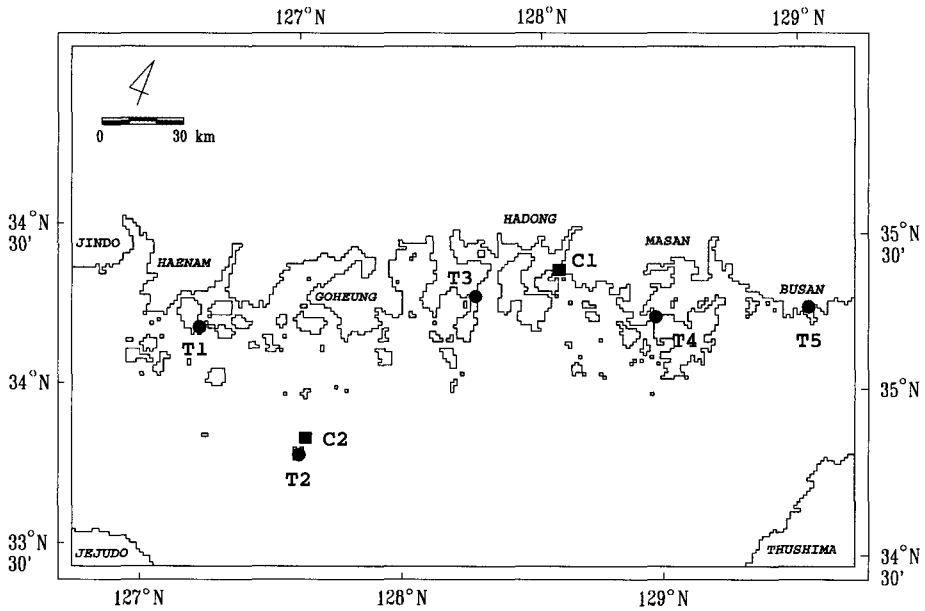 127°N 128°N 129°N
0 30 km
34°N
30'
35°N
30'
HADONG
JINDO
MASAN
HAENAM
C1
T3
GOHEUNG
BUSAN
T1
T4
T5
34°N
35°N
C2
T2
33°N
30'
34°N
30'
JEJUDO
THUSHIMA
127°N 128°N 129°N